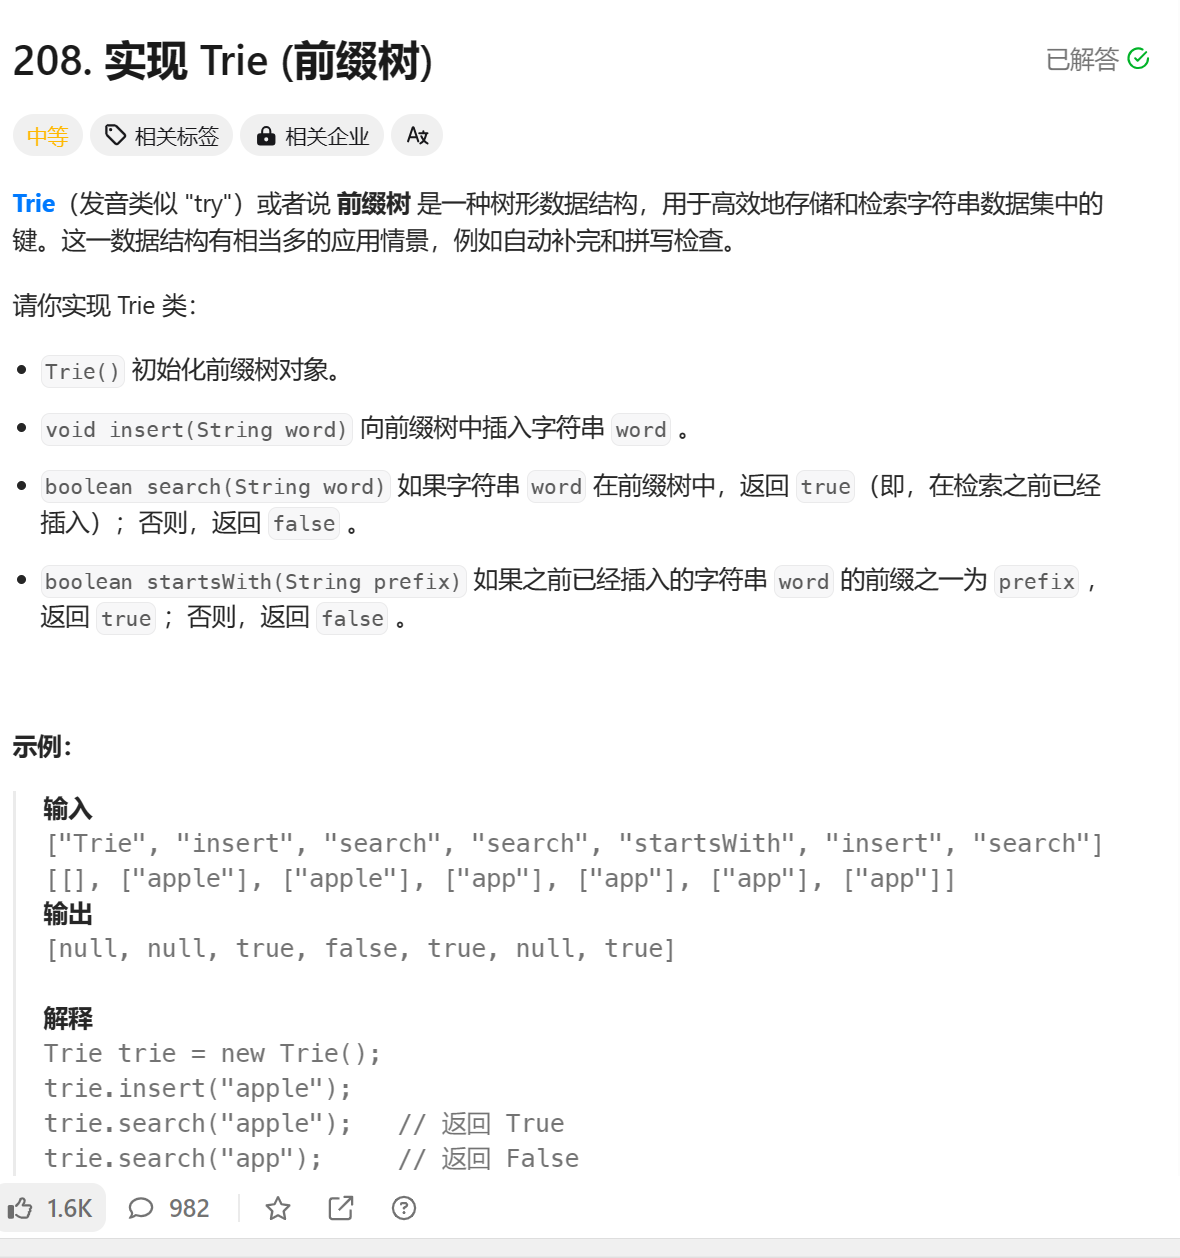 208. 实现 Trie (前缀树)
已解答
中等
相关标签
相关企业
Trie（发音类似 "try"）或者说 前缀树 是一种树形数据结构，用于高效地存储和检索字符串数据集中的
键。这一数据结构有相当多的应用情景，例如自动补完和拼写检查。
请你实现 Trie 类：
Trie() 初始化前缀树对象。
void insert(String word) 向前缀树中插入字符串 word 。
boolean search(String word) 如果字符串 word 在前缀树中，返回 true（即，在检索之前已经
插入）；否则，返回 false 。
boolean startsWith(String prefix) 如果之前已经插入的字符串 word 的前缀之一为 prefix ，
返回 true ；否则，返回 false 。
示例：
输入
["Trie", "insert", "search", "search", "startsWith", "insert", "search"]
[[], ["apple"], ["apple"], ["app"], ["app"], ["app"], ["app"]]
输出
[null, null, true, false, true, null, true]
解释
Trie trie = new Trie();
trie.insert("apple");
trie.search("apple");   // 返回 True
trie.search("app");     // 返回 False
1.6K
982